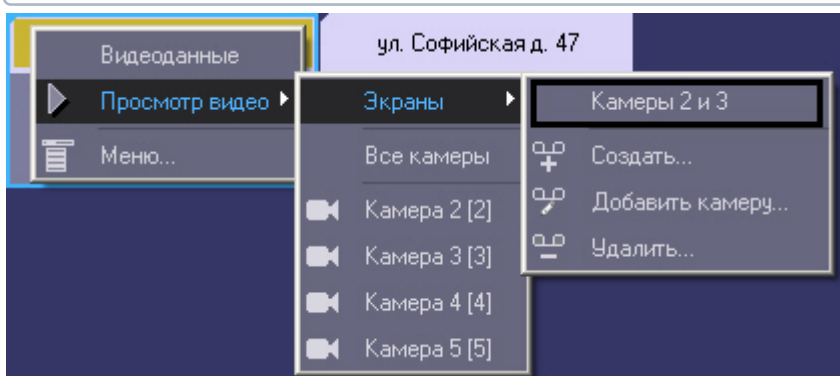 ул. Софийская д. 47
Видеоданные
Просмотр видео
Меню...
Экраны
Все камеры
Камера 2 [2]
Камера 3 [3]
Камера 4 [4]
Камера 5 [5]
Камеры 2 и 3
Создать...
Добавить камеру...
Удалить...